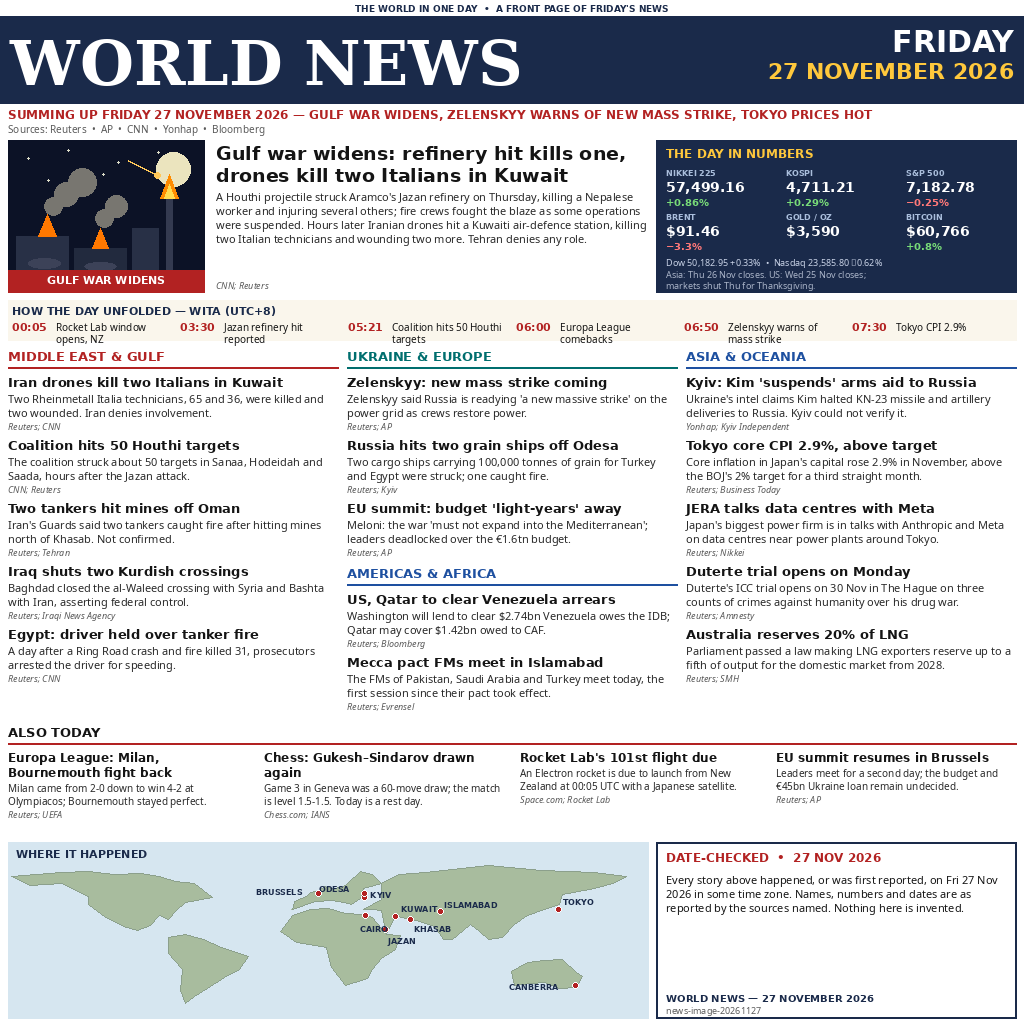 THE WORLD IN ONE DAY • A FRONT PAGE OF FRIDAY'S NEWS
WORLD NEWS
FRIDAY
27 NOVEMBER 2026
SUMMING UP FRIDAY 27 NOVEMBER 2026 — GULF WAR WIDENS, ZELENSKYY WARNS OF NEW MASS STRIKE, TOKYO PRICES HOT
Sources: Reuters • AP • CNN • Yonhap • Bloomberg
GULF WAR WIDENS
Gulf war widens: refinery hit kills one,
drones kill two Italians in Kuwait
A Houthi projectile struck Aramco's Jazan refinery on Thursday, killing a Nepalese
worker and injuring several others; fire crews fought the blaze as some operations
were suspended. Hours later Iranian drones hit a Kuwaiti air-defence station, killing
two Italian technicians and wounding two more. Tehran denies any role.
CNN; Reuters
THE DAY IN NUMBERS
NIKKEI 225 KOSPI S&P 500
57,499.16 4,711.21 7,182.78
+0.86% +0.29% −0.25%
BRENT GOLD / OZ BITCOIN
$91.46 $3,590 $60,766
−3.3% +0.8%
Dow 50,182.95 +0.33% • Nasdaq 23,585.80 0.62%
Asia: Thu 26 Nov closes. US: Wed 25 Nov closes;
markets shut Thu for Thanksgiving.
HOW THE DAY UNFOLDED — WITA (UTC+8)
00:05 Rocket Lab window
opens, NZ
03:30 Jazan refinery hit
reported
05:21 Coalition hits 50 Houthi
targets
06:00 Europa League
comebacks
06:50 Zelenskyy warns of
mass strike
07:30 Tokyo CPI 2.9%
MIDDLE EAST & GULF
Iran drones kill two Italians in Kuwait
Two Rheinmetall Italia technicians, 65 and 36, were killed and
two wounded. Iran denies involvement.
Reuters; CNN
Coalition hits 50 Houthi targets
The coalition struck about 50 targets in Sanaa, Hodeidah and
Saada, hours after the Jazan attack.
CNN; Reuters
Two tankers hit mines off Oman
Iran's Guards said two tankers caught fire after hitting mines
north of Khasab. Not confirmed.
Reuters; Tehran
Iraq shuts two Kurdish crossings
Baghdad closed the al-Waleed crossing with Syria and Bashta
with Iran, asserting federal control.
Reuters; Iraqi News Agency
Egypt: driver held over tanker fire
A day after a Ring Road crash and fire killed 31, prosecutors
arrested the driver for speeding.
Reuters; CNN
UKRAINE & EUROPE
Zelenskyy: new mass strike coming
Zelenskyy said Russia is readying 'a new massive strike' on the
power grid as crews restore power.
Reuters; AP
Russia hits two grain ships off Odesa
Two cargo ships carrying 100,000 tonnes of grain for Turkey
and Egypt were struck; one caught fire.
Reuters; Kyiv
EU summit: budget 'light-years' away
Meloni: the war 'must not expand into the Mediterranean';
leaders deadlocked over the €1.6tn budget.
Reuters; AP
AMERICAS & AFRICA
US, Qatar to clear Venezuela arrears
Washington will lend to clear $2.74bn Venezuela owes the IDB;
Qatar may cover $1.42bn owed to CAF.
Reuters; Bloomberg
Mecca pact FMs meet in Islamabad
The FMs of Pakistan, Saudi Arabia and Turkey meet today, the
first session since their pact took effect.
Reuters; Evrensel
ASIA & OCEANIA
Kyiv: Kim 'suspends' arms aid to Russia
Ukraine's intel claims Kim halted KN-23 missile and artillery
deliveries to Russia. Kyiv could not verify it.
Yonhap; Kyiv Independent
Tokyo core CPI 2.9%, above target
Core inflation in Japan's capital rose 2.9% in November, above
the BOJ's 2% target for a third straight month.
Reuters; Business Today
JERA talks data centres with Meta
Japan's biggest power firm is in talks with Anthropic and Meta
on data centres near power plants around Tokyo.
Reuters; Nikkei
Duterte trial opens on Monday
Duterte's ICC trial opens on 30 Nov in The Hague on three
counts of crimes against humanity over his drug war.
Reuters; Amnesty
Australia reserves 20% of LNG
Parliament passed a law making LNG exporters reserve up to a
fifth of output for the domestic market from 2028.
Reuters; SMH
ALSO TODAY
Europa League: Milan,
Bournemouth fight back
Milan came from 2-0 down to win 4-2 at
Olympiacos; Bournemouth stayed perfect.
Reuters; UEFA
Chess: Gukesh–Sindarov drawn
again
Game 3 in Geneva was a 60-move draw; the match
is level 1.5-1.5. Today is a rest day.
Chess.com; IANS
Rocket Lab's 101st flight due
An Electron rocket is due to launch from New
Zealand at 00:05 UTC with a Japanese satellite.
Space.com; Rocket Lab
EU summit resumes in Brussels
Leaders meet for a second day; the budget and
€45bn Ukraine loan remain undecided.
Reuters; AP
WHERE IT HAPPENED
BRUSSELS
ODESA
KYIV
KUWAIT
ISLAMABAD
TOKYO
CAIRO
KHASAB
JAZAN
CANBERRA
DATE-CHECKED • 27 NOV 2026
Every story above happened, or was first reported, on Fri 27 Nov
2026 in some time zone. Names, numbers and dates are as
reported by the sources named. Nothing here is invented.
WORLD NEWS — 27 NOVEMBER 2026
news-image-20261127